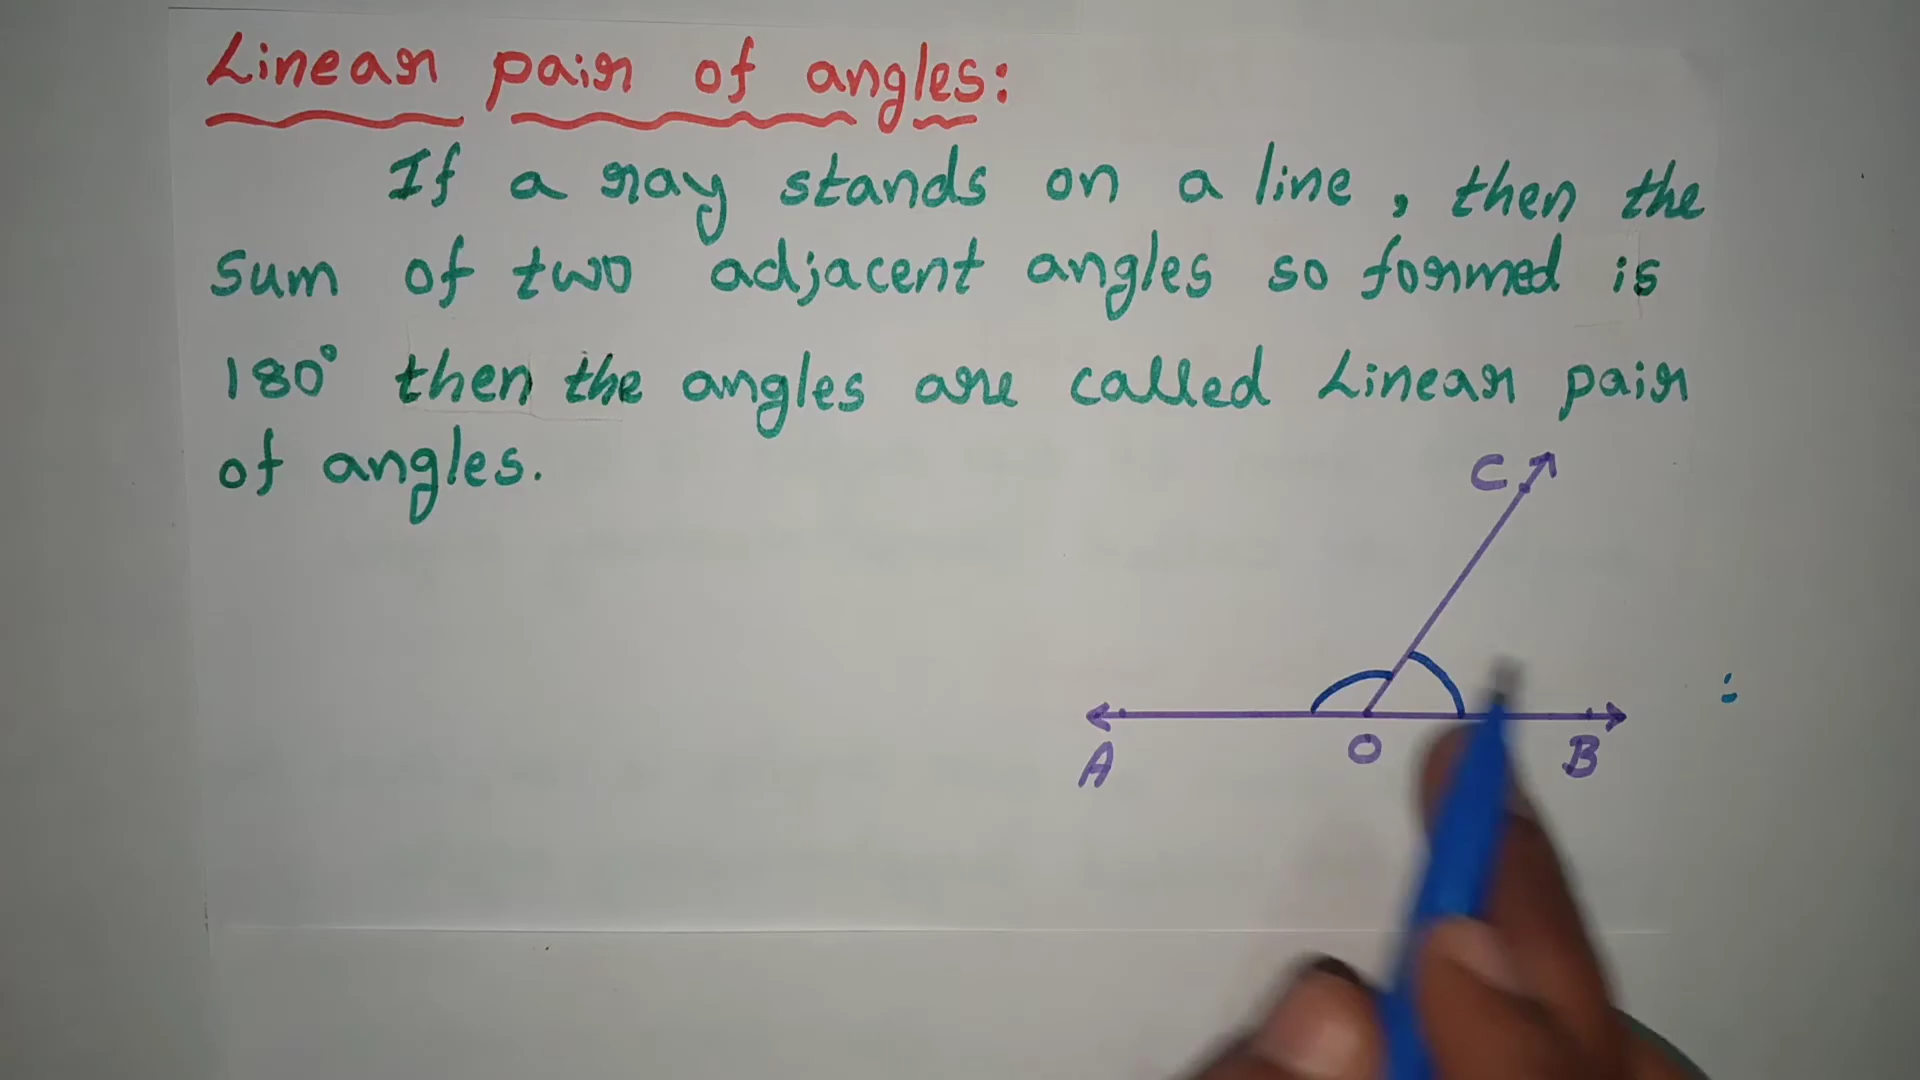 Linear pair of angles:
If a ray stands on a line, then the
sum of two adjacent angles so formed is
180° then the angles are called Linear pair
of angles.
C
A
O
B